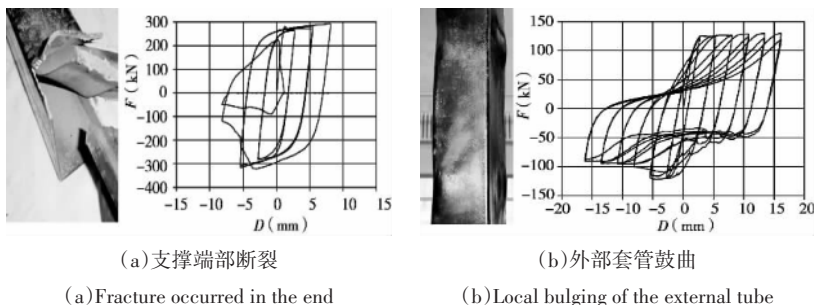 300
200
100
0
−100
−200
−300
−400
F(kN)
−15 −10 −5 0 5 10 15
D(mm)
150
100
50
0
−50
−100
−150
F(kN)
−20 −15 −10 −5 0 5 10 15 20
D(mm)
(a)支撑端部断裂
(a)Fracture occurred in the end
(b)外部套管鼓曲
(b)Local bulging of the external tube